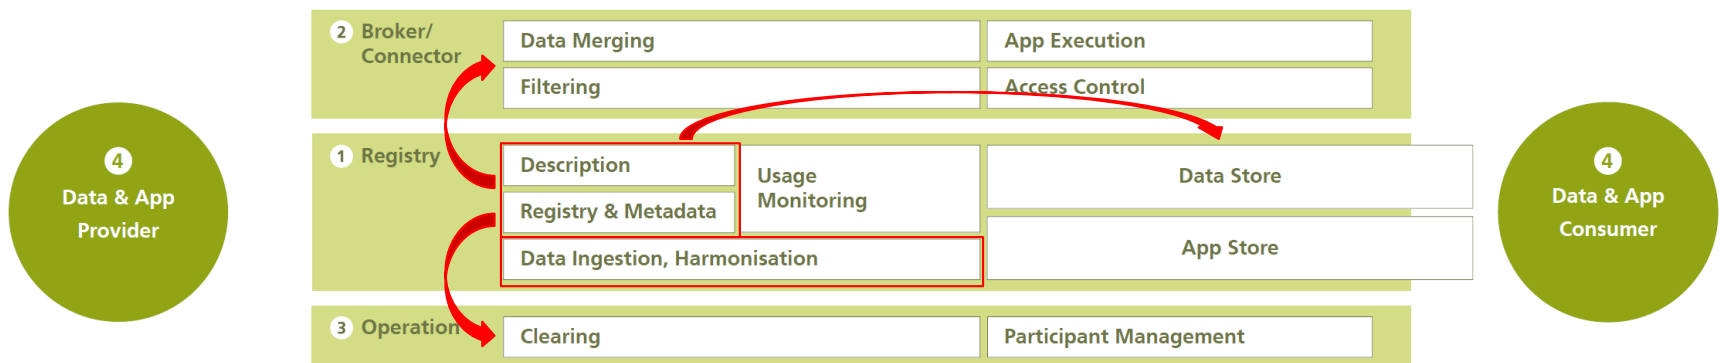 2 Broker/
Connector
Data Merging
App Execution
Filtering
Access Control
4
Data & App
Provider
1 Registry
Description
Registry & Metadata
Usage
Monitoring
Data Store
App Store
Data Ingestion, Harmonisation
4
Data & App
Consumer
3 Operation
Clearing
Participant Management